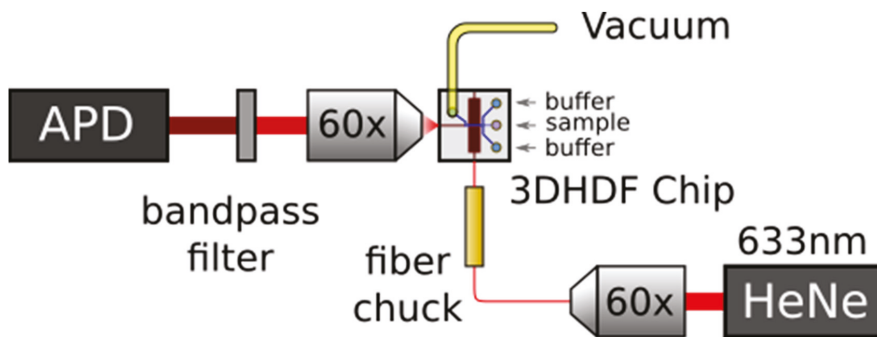 Vacuum
APD
60x
buffer
sample
buffer
3DHDF Chip
bandpass
filter
fiber
chuck
60x
633nm
HeNe